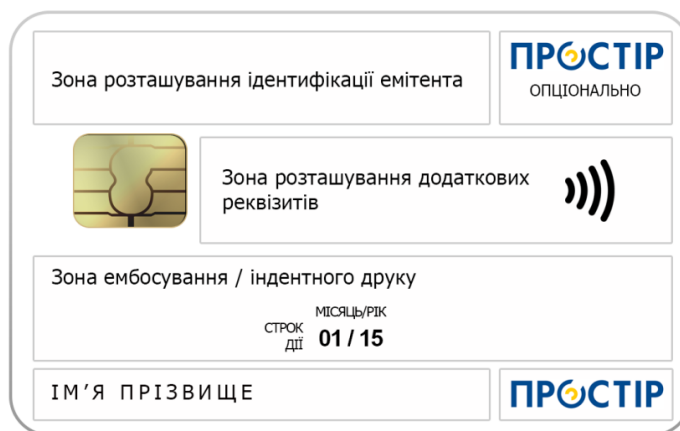 Зона розташування ідентифікації емітента
ПРОСТІР
ОПЦІОНАЛЬНО
Зона розташування додаткових
реквізитів
Зона ембосування / індентного друку
МІСЯЦЬ/РІК
СТРОК
ДІЇ 01 / 15
ІМ’Я ПРІЗВИЩЕ
ПРОСТІР